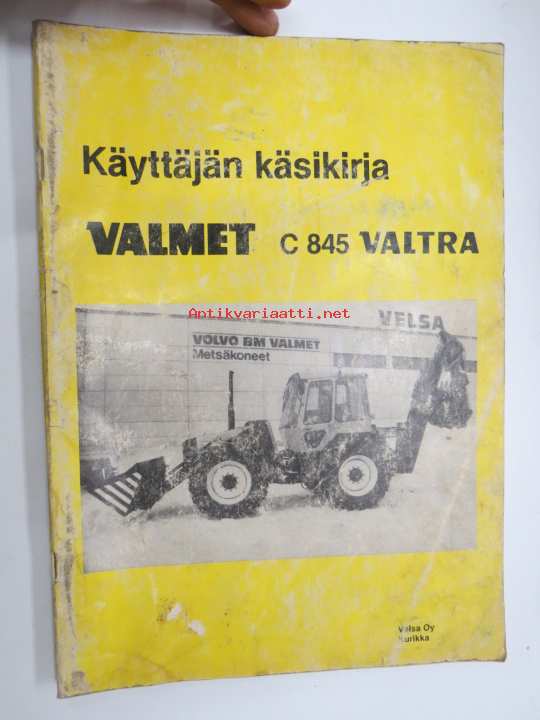 Käyttäjän käsikirja
VALMET C 845 VALTRA
Antikvariaatti.net
VELSA
VOLVO BM VALMET
Metsäkoneet
Velsa Oy
Kurikka